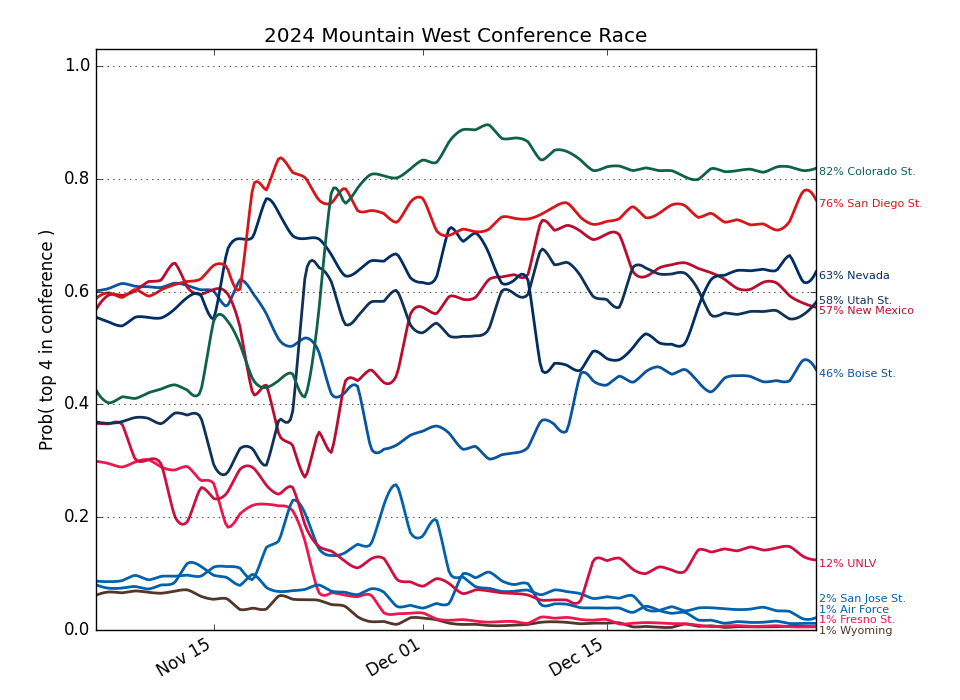 2024 Mountain West Conference Race
Prob( top 4 in conference )
1.0
0.8
0.6
0.4
0.2
0.0
Nov 15
Dec 01
Dec 15
82% Colorado St.
76% San Diego St.
63% Nevada
58% Utah St.
57% New Mexico
46% Boise St.
12% UNLV
2% San Jose St.
1% Air Force
1% Fresno St.
1% Wyoming